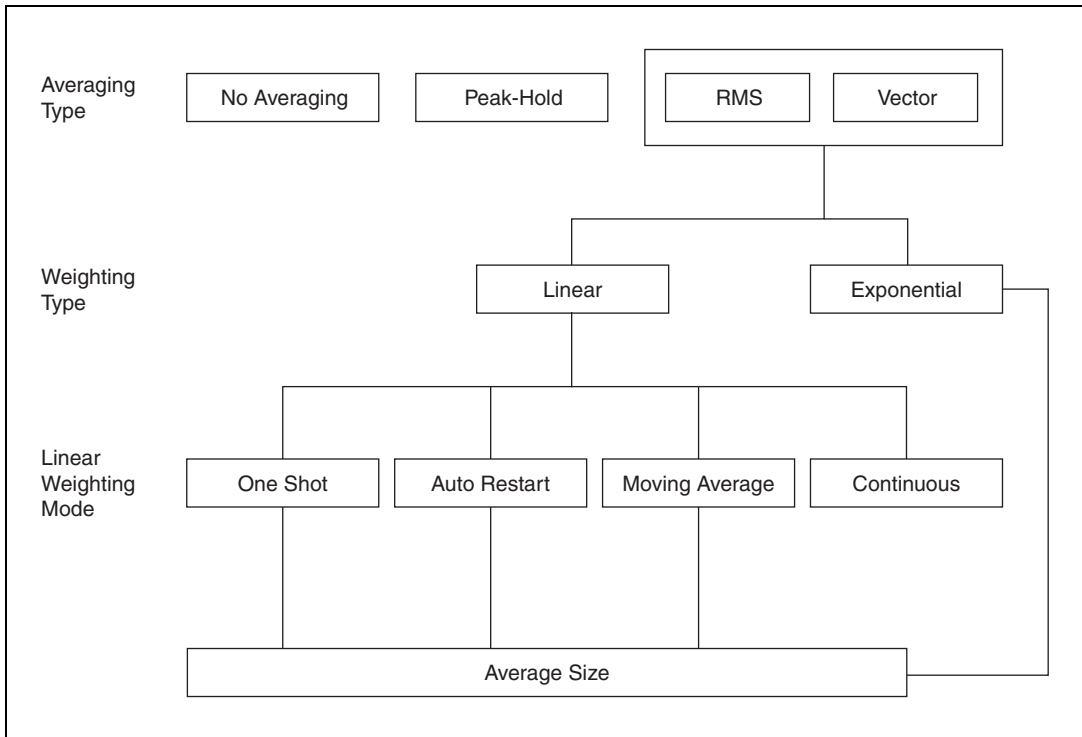 Averaging
Type
No Averaging
Peak-Hold
RMS
Vector
Weighting
Type
Linear
Exponential
Linear
Weighting
Mode
One Shot
Auto Restart
Moving Average
Continuous
Average Size